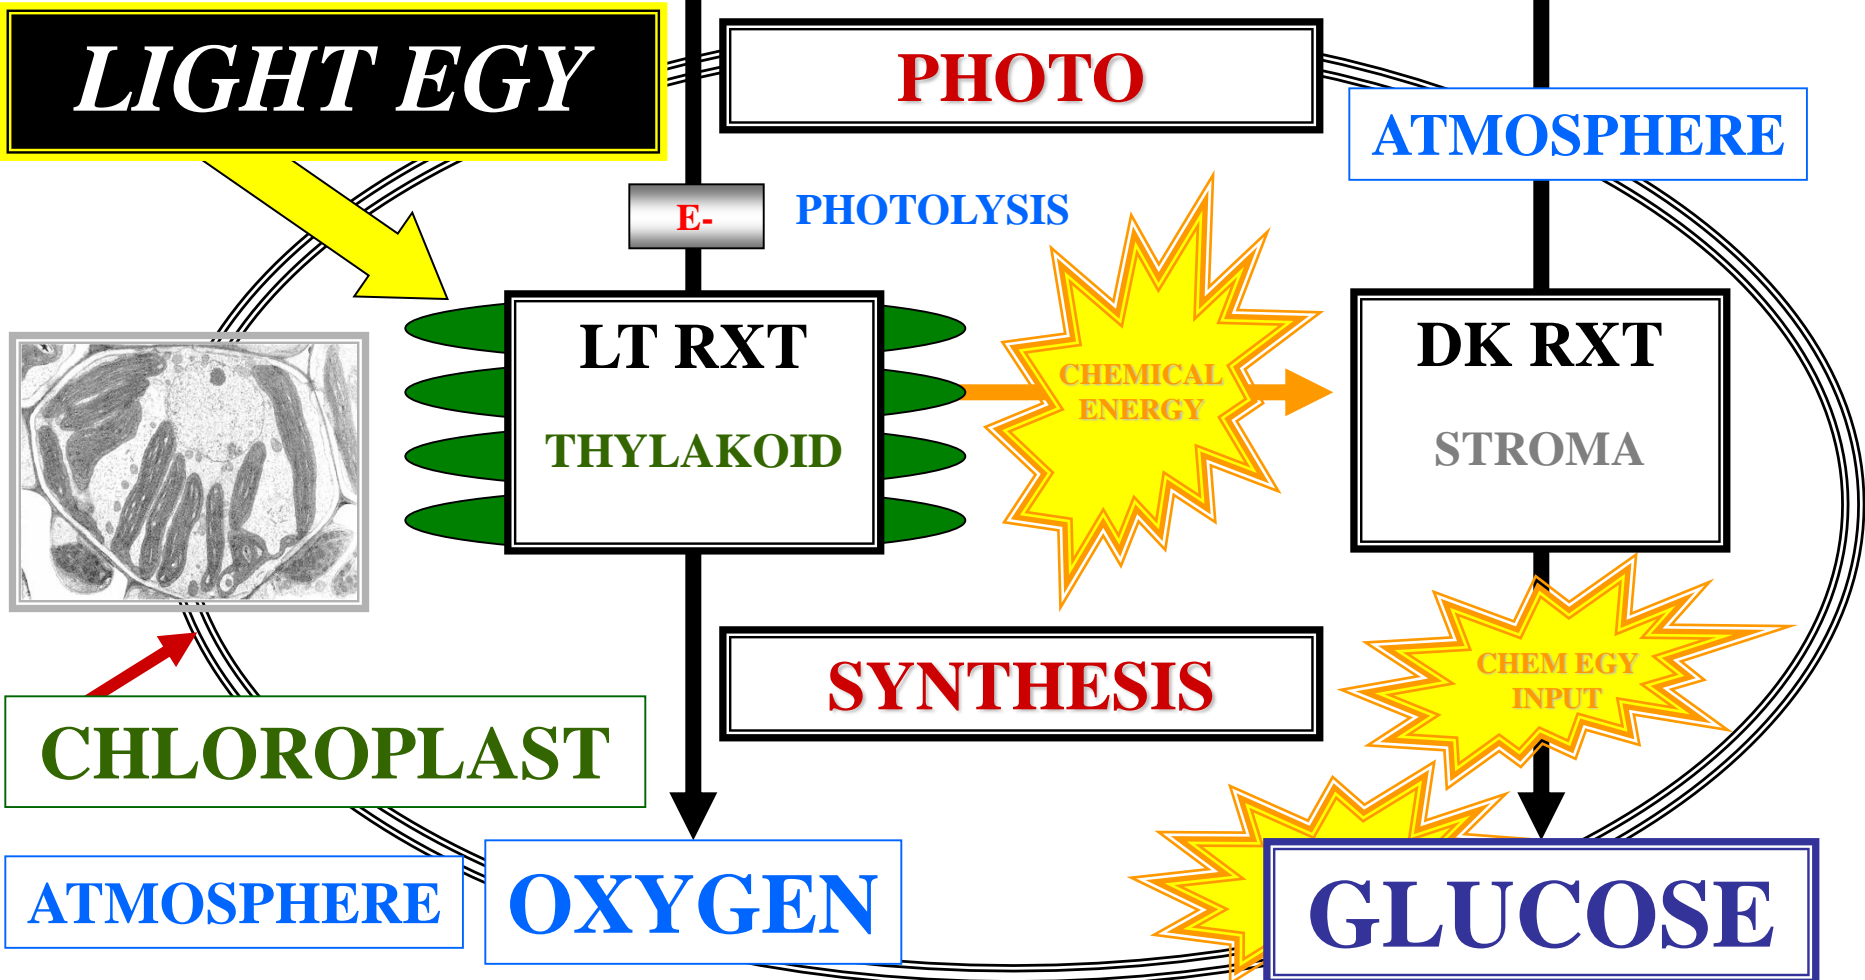 LIGHT EGY
PHOTO
ATMOSPHERE
E-
PHOTOLYSIS
LT RXT
THYLAKOID
CHEMICAL
ENERGY
DK RXT
STROMA
SYNTHESIS
CHEM EGY
INPUT
CHLOROPLAST
ATMOSPHERE
OXYGEN
GLUCOSE